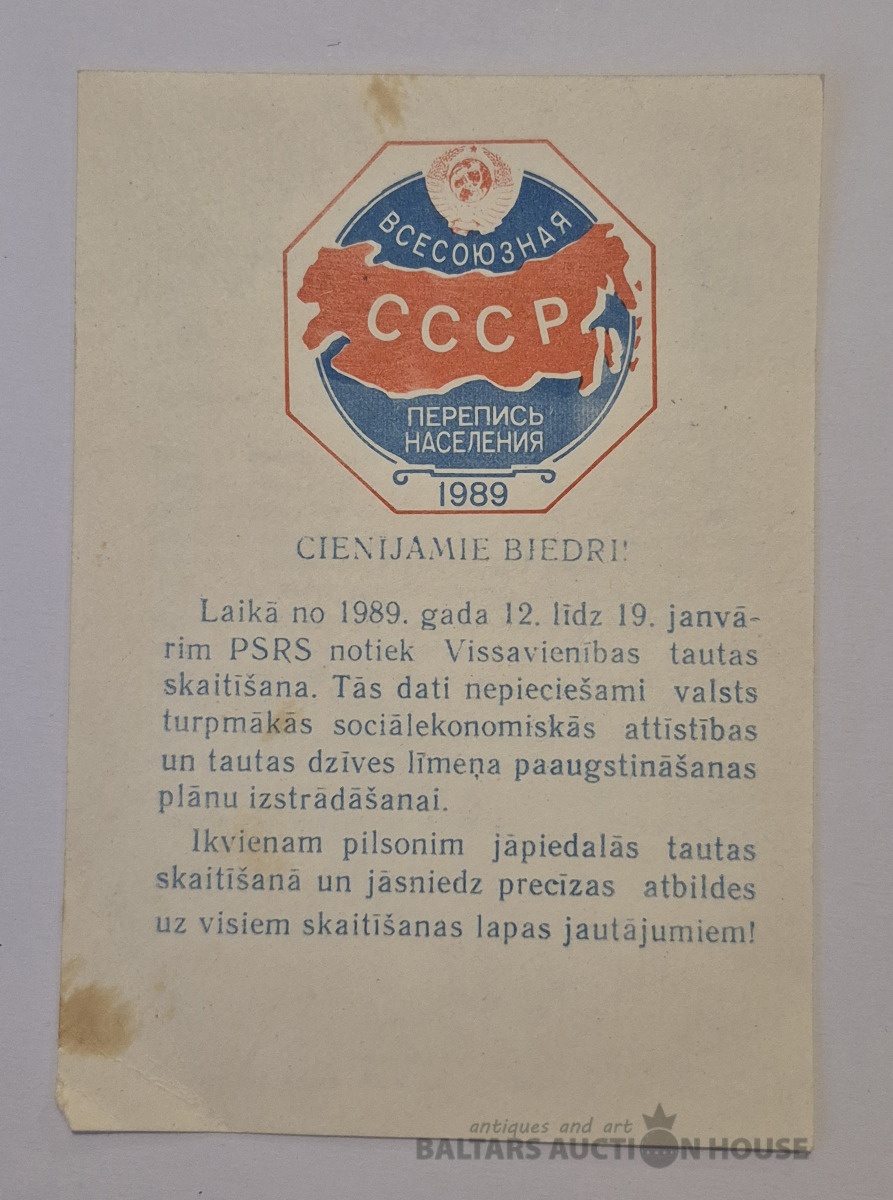 ВСЕСОЮЗНАЯ
СССР
ПЕРЕПИСЬ
НАСЕЛЕНИЯ
1989
CIENĪJAMIE BIEDRI!
Laikā no 1989. gada 12. līdz 19. janvā-
rim PSRS notiek Vissavienības tautas
skaitīšana. Tās dati nepieciešami valsts
turpmākās sociālekonomiskās attīstības
un tautas dzīves līmeņa paaugstināšanas
plānu izstrādāšanai.
Ikvienam pilsonim jāpiedalās tautas
skaitīšanā un jāsniedz precīzas atbildes
uz visiem skaitīšanas lapas jautājumiem!
antiques and art
BALTARS AUCTION HOUSE